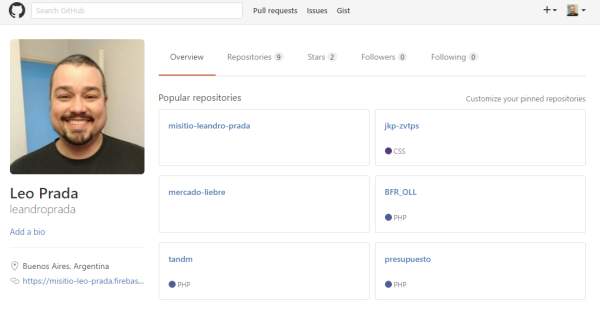 Search GitHub
Pull requests Issues Gist
Overview Repositories 9 Stars 2 Followers 0 Following 0
Popular repositories
Customize your pinned repositories
misitio-leandro-prada
jkp-zvtps
CSS
mercado-liebre
BFR_OLL
PHP
tandm
PHP
presupuesto
PHP
Leo Prada
leandroprada
Add a bio
Buenos Aires, Argentina
https://misitio-leo-prada.firebas...